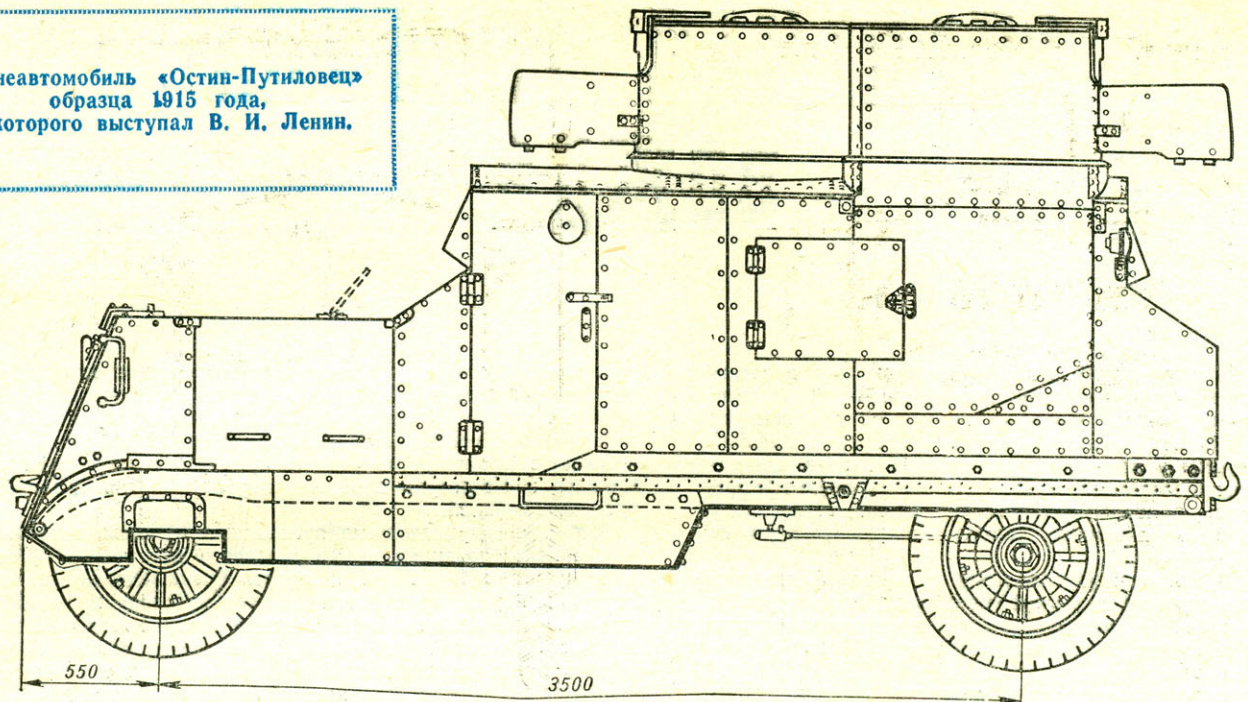 неавтомобиль «Остин-Путиловец»
образца 1915 года,
которого выступал В. И. Ленин.
550
3500